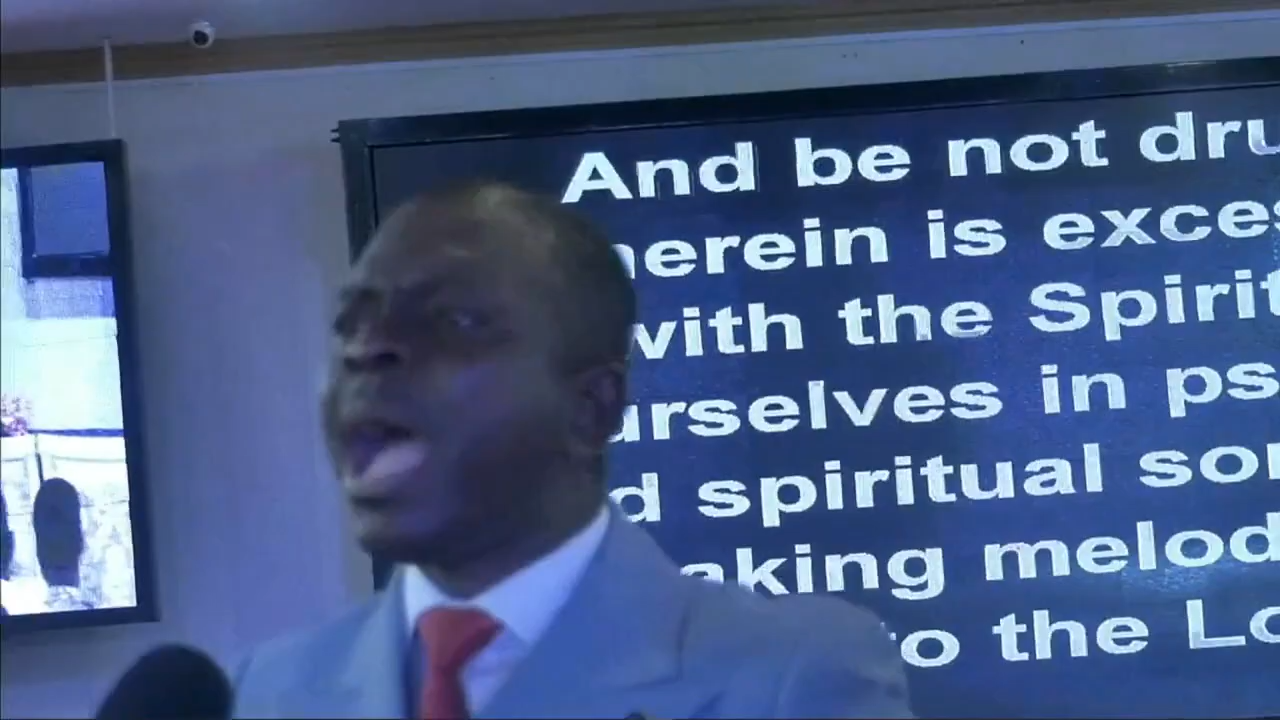 And be not dru
herein is exces
with the Spirit
urselves in ps
d spiritual so
aking melod
to the Lo